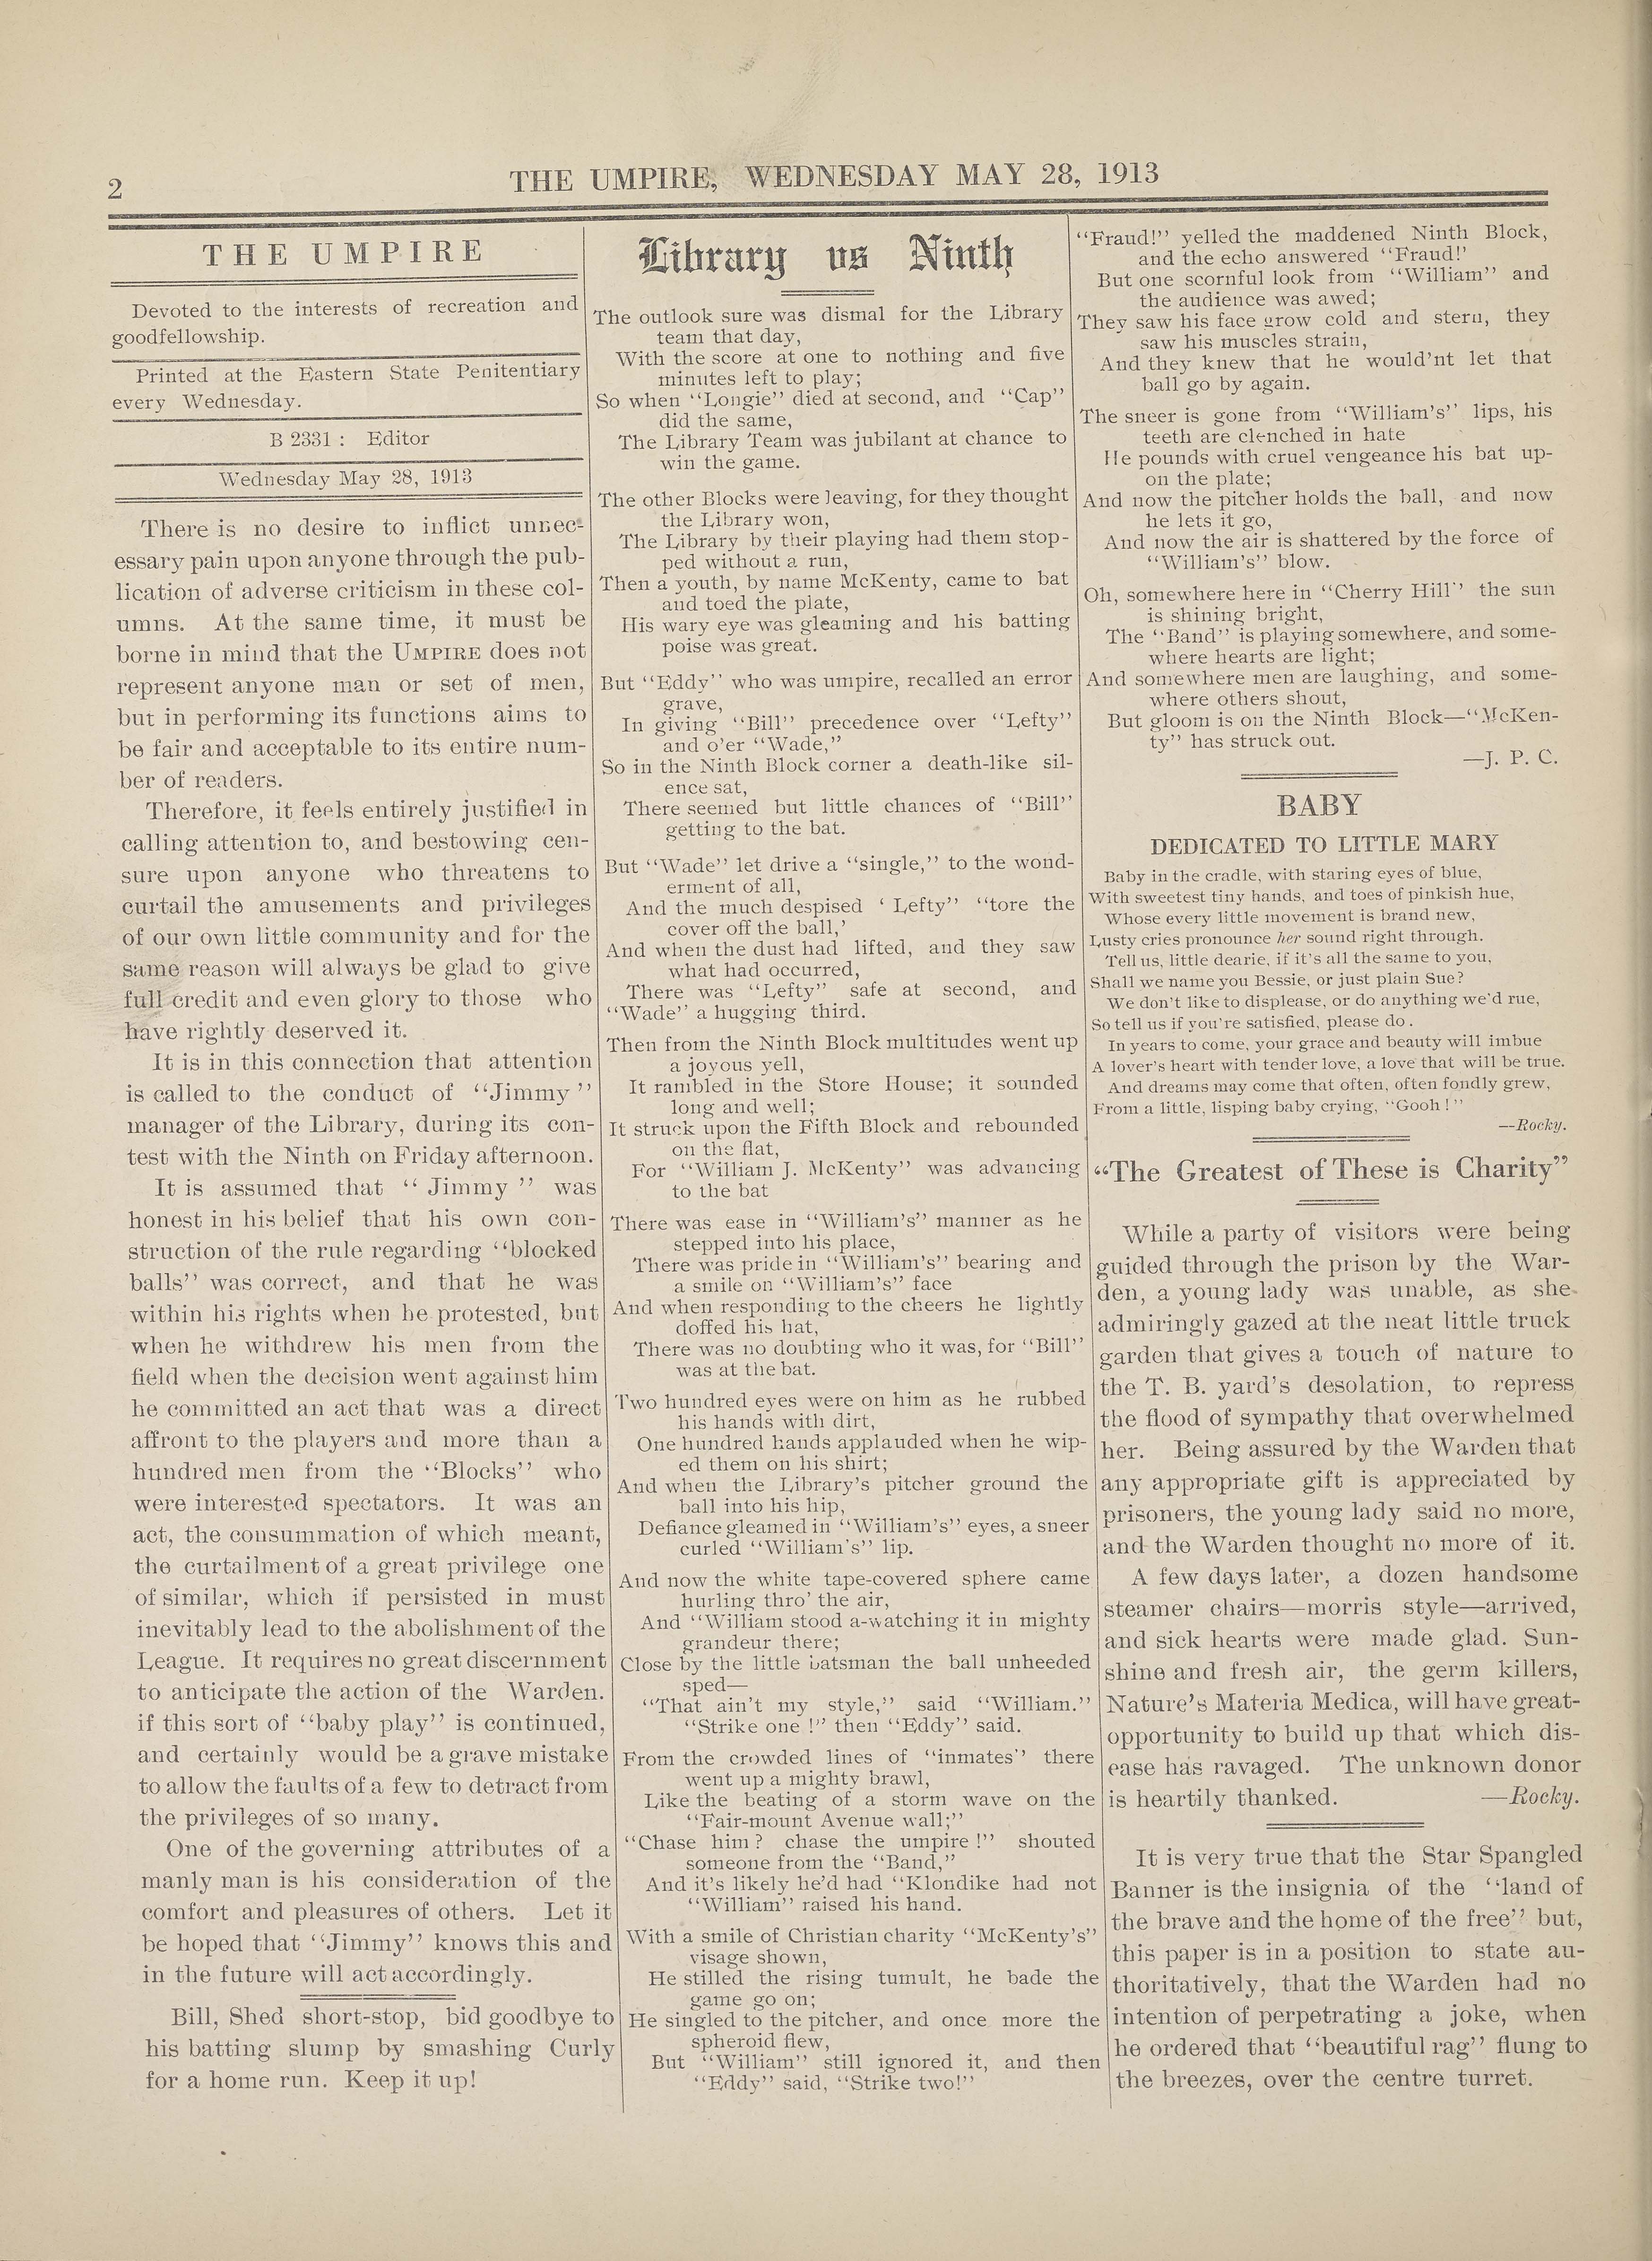 2
THE UMPIRE, WEDNESDAY MAY 28, 1913
THE UMPIRE
Devoted to the interests of recreation and
goodfellowship.
Printed at the Eastern State Penitentiary
every Wednesday.
B 2331 : Editor
Wednesday May 28, 1913
There is no desire to inflict unnec-
essary pain upon anyone through the pub-
lication of adverse criticism in these col-
umns. At the same time, it must be
borne in mind that the UMPIRE does not
represent anyone man or set of men,
but in performing its functions aims to
be fair and acceptable to its entire num-
ber of readers.
Therefore, it feels entirely justified in
calling attention to, and bestowing cen-
sure upon anyone who threatens to
curtail the amusements and privileges
of our own little community and for the
same reason will always be glad to give
full credit and even glory to those who
have rightly deserved it.
It is in this connection that attention
is called to the conduct of "Jimmy"
manager of the Library, during its con-
test with the Ninth on Friday afternoon.
It is assumed that "Jimmy" was
honest in his belief that his own con-
struction of the rule regarding "blocked
balls" was correct, and that he was
within his rights when he protested, but
when he withdrew his men from the
field when the decision went against him
he committed an act that was a direct
affront to the players and more than a
hundred men from the "Blocks" who
were interested spectators. It was an
act, the consummation of which meant,
the curtailment of a great privilege one
of similar, which if persisted in must
inevitably lead to the abolishment of the
League. It requires no great discernment
to anticipate the action of the Warden.
if this sort of "baby play" is continued,
and certainly would be a grave mistake
to allow the faults of a few to detract from
the privileges of so many.
One of the governing attributes of a
manly man is his consideration of the
comfort and pleasures of others. Let it
be hoped that "Jimmy" knows this and
in the future will act accordingly.
Bill, Shed short-stop, bid goodbye to
his batting slump by smashing Curly
for a home run. Keep it up!
Library vs Ninth
The outlook sure was dismal for the Library
team that day,
With the score at one to nothing and five
minutes left to play;
So when "Longie" died at second, and "Cap"
did the same,
The Library Team was jubilant at chance to
win the game.
The other Blocks were leaving, for they thought
the Library won,
The Library by their playing had them stop-
ped without a run,
Then a youth, by name McKenty, came to bat
and toed the plate,
His wary eye was gleaming and his batting
poise was great.
But "Eddy" who was umpire, recalled an error
grave,
In giving "Bill" precedence over "Lefty"
and o'er "Wade,"
So in the Ninth Block corner a death-like sil-
ence sat,
There seemed but little chances of "Bill"
getting to the bat.
But "Wade" let drive a "single," to the wond-
erment of all,
And the much despised ' Lefty" "tore the
cover off the ball,'
And when the dust had lifted, and they saw
what had occurred,
There was "Lefty" safe at second, and
"Wade" a hugging third.
Then from the Ninth Block multitudes went up
a joyous yell,
It rambled in the Store House; it sounded
long and well;
It struck upon the Fifth Block and rebounded
on the flat,
For "William J. McKenty" was advancing
to the bat
There was ease in "William's" manner as he
stepped into his place,
There was pride in "William's" bearing and
a smile on "William's" face
And when responding to the cheers he lightly
doffed his hat,
There was no doubting who it was, for "Bill"
was at the bat.
Two hundred eyes were on him as he rubbed
his hands with dirt,
One hundred hands applauded when he wip-
ed them on his shirt;
And when the Library's pitcher ground the
ball into his hip,
Defiance gleamed in "William's" eyes, a sneer
curled "William's" lip.
And now the white tape-covered sphere came
hurling thro' the air,
And "William stood a-watching it in mighty
grandeur there;
Close by the little batsman the ball unheeded
sped—
"That ain't my style," said "William."
"Strike one !" then "Eddy" said.
From the crowded lines of "inmates" there
went up a mighty brawl,
Like the beating of a storm wave on the
"Fair-mount Avenue wall;"
"Chase him ? chase the umpire !" shouted
someone from the "Band,"
And it's likely he'd had "Klondike had not
"William" raised his hand.
With a smile of Christian charity "McKenty's"
visage shown,
He stilled the rising tumult, he bade the
game go on;
He singled to the pitcher, and once more the
spheroid flew,
But "William" still ignored it, and then
"Eddy" said, "Strike two!"
"Fraud!" yelled the maddened Ninth Block,
and the echo answered "Fraud!'
But one scornful look from "William" and
the audience was awed;
They saw his face grow cold and stern, they
saw his muscles strain,
And they knew that he would'nt let that
ball go by again.
The sneer is gone from "William's" lips, his
teeth are clenched in hate
He pounds with cruel vengeance his bat up-
on the plate;
And now the pitcher holds the ball, and now
he lets it go,
And now the air is shattered by the force of
"William's" blow.
Oh, somewhere here in "Cherry Hill" the sun
is shining bright,
The "Band" is playing somewhere, and some-
where hearts are light;
And somewhere men are laughing, and some-
where others shout,
But gloom is on the Ninth Block—"McKen-
ty" has struck out.
—J. P. C.
BABY
DEDICATED TO LITTLE MARY
Baby in the cradle, with staring eyes of blue,
With sweetest tiny hands, and toes of pinkish hue,
Whose every little movement is brand new,
Lusty cries pronounce her sound right through.
Tell us, little dearie, if it's all the same to you,
Shall we name you Bessie, or just plain Sue?
We don't like to displease, or do anything we'd rue,
So tell us if you're satisfied, please do.
In years to come, your grace and beauty will imbue
A lover's heart with tender love, a love that will be true.
And dreams may come that often, often fondly grew,
From a little, lisping baby crying, "Gooh !"
—Rocky.
"The Greatest of These is Charity"
While a party of visitors were being
guided through the prison by the War-
den, a young lady was unable, as she
admiringly gazed at the neat little truck
garden that gives a touch of nature to
the T. B. yard's desolation, to repress
the flood of sympathy that overwhelmed
her. Being assured by the Warden that
any appropriate gift is appreciated by
prisoners, the young lady said no more,
and the Warden thought no more of it.
A few days later, a dozen handsome
steamer chairs—morris style—arrived,
and sick hearts were made glad. Sun-
shine and fresh air, the germ killers,
Nature's Materia Medica, will have great-
opportunity to build up that which dis-
ease has ravaged. The unknown donor
is heartily thanked. —Rocky.
It is very true that the Star Spangled
Banner is the insignia of the "land of
the brave and the home of the free" but,
this paper is in a position to state au-
thoritatively, that the Warden had no
intention of perpetrating a joke, when
he ordered that "beautiful rag" flung to
the breezes, over the centre turret.